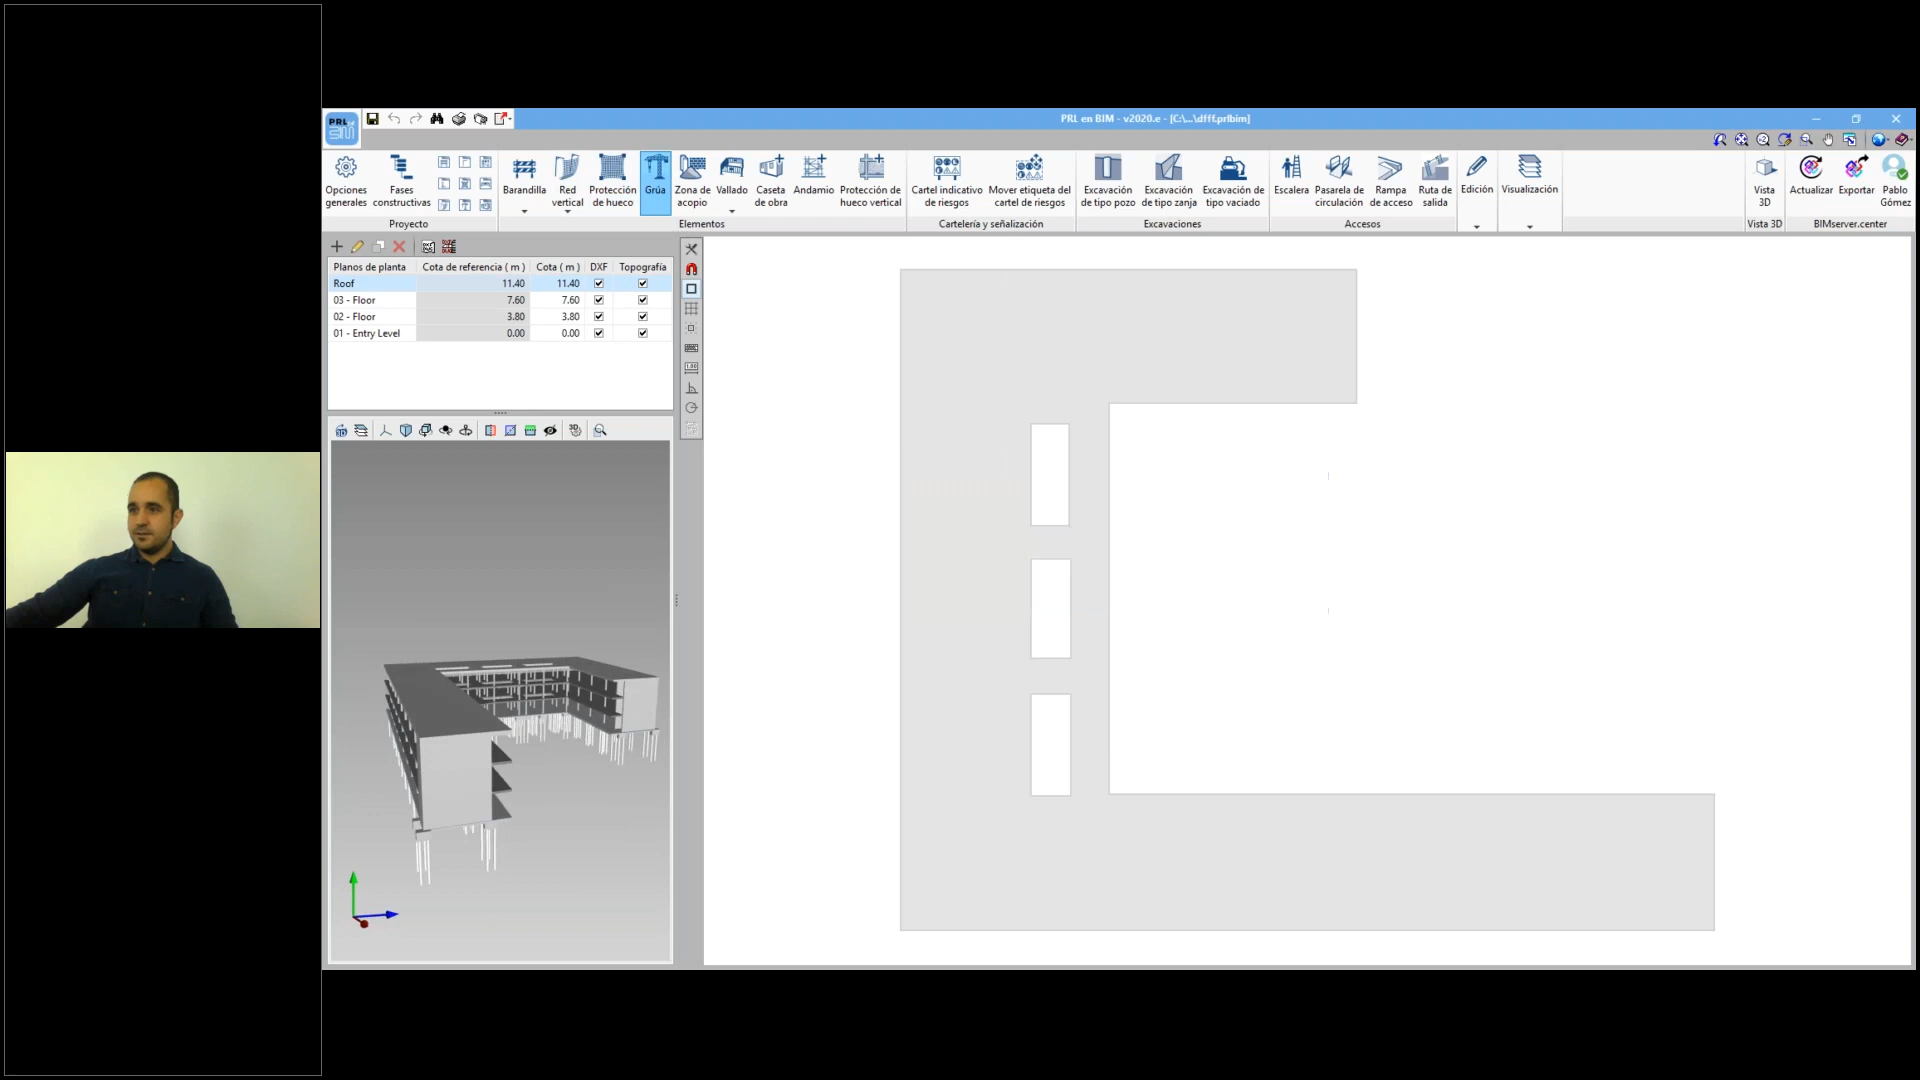 PRL en BIM - v2020.e - [C:\...\dfff.prlbim]
PRL
BIM
Opciones generales
Fases constructivas
Proyecto
Barandilla
Red vertical
Protección de hueco
Grúa
Zona de acopio
Vallado
Caseta de obra
Andamio
Protección de hueco vertical
Elementos
Cartel indicativo de riesgos
Mover etiqueta del cartel de riesgos
Cartelería y señalización
Excavación de tipo pozo
Excavación de tipo zanja
Excavación de tipo vaciado
Excavaciones
Escalera
Pasarela de circulación
Rampa de acceso
Ruta de salida
Accesos
Edición
Visualización
Vista 3D
Vista 3D
Actualizar
Exportar
Pablo Gómez
BIMserver.center
Planos de planta Cota de referencia ( m ) Cota ( m ) DXF Topografía
Roof 11.40 11.40
03 - Floor 7.60 7.60
02 - Floor 3.80 3.80
01 - Entry Level 0.00 0.00